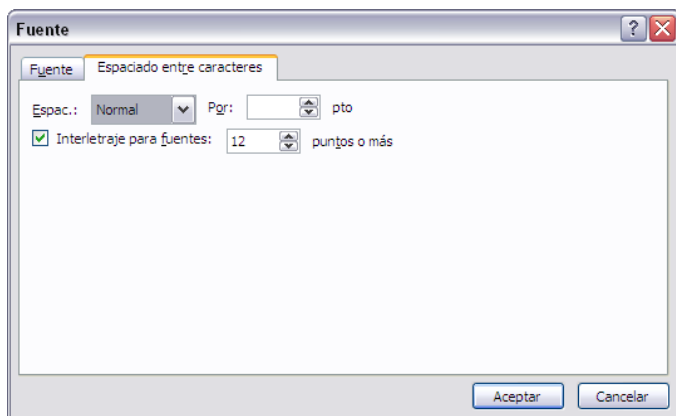 Fuente
Fuente Espaciado entre caracteres
Espac.: Normal Por: pto
Interletraje para fuentes: 12 puntos o más
Aceptar Cancelar